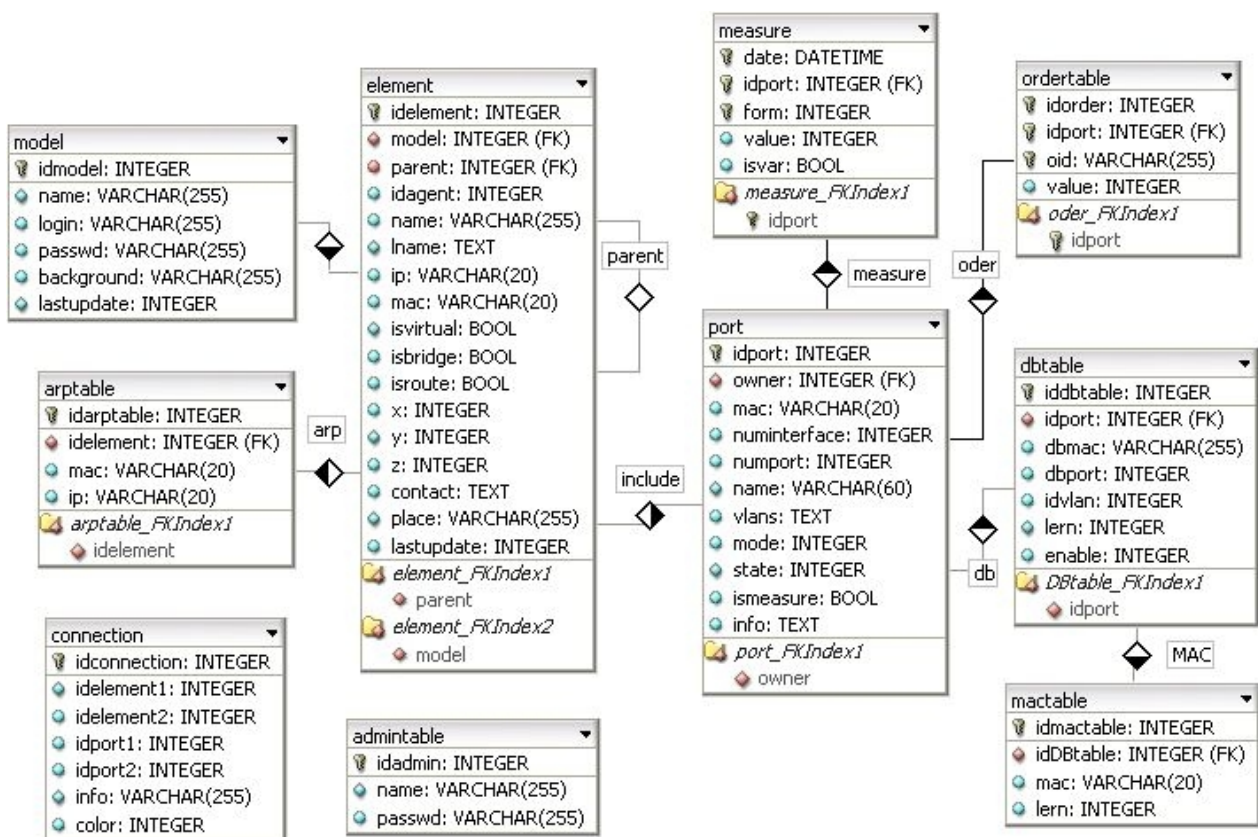 model
idmodel: INTEGER
name: VARCHAR(255)
login: VARCHAR(255)
passwd: VARCHAR(255)
background: VARCHAR(255)
lastupdate: INTEGER
arptable
idarptable: INTEGER
idelement: INTEGER (FK)
mac: VARCHAR(20)
ip: VARCHAR(20)
arptable_FKIndex1
idelement
connection
idconnection: INTEGER
idelement1: INTEGER
idelement2: INTEGER
idport1: INTEGER
idport2: INTEGER
info: VARCHAR(255)
color: INTEGER
arp
element
idelement: INTEGER
model: INTEGER (FK)
parent: INTEGER (FK)
idagent: INTEGER
name: VARCHAR(255)
lname: TEXT
ip: VARCHAR(20)
mac: VARCHAR(20)
isvirtual: BOOL
isbridge: BOOL
isroute: BOOL
x: INTEGER
y: INTEGER
z: INTEGER
contact: TEXT
place: VARCHAR(255)
lastupdate: INTEGER
element_FKIndex1
parent
element_FKIndex2
model
admintable
idadmin: INTEGER
name: VARCHAR(255)
passwd: VARCHAR(255)
parent
include
measure
date: DATETIME
idport: INTEGER (FK)
form: INTEGER
value: INTEGER
isvar: BOOL
measure_FKIndex1
idport
measure
oder
port
idport: INTEGER
owner: INTEGER (FK)
mac: VARCHAR(20)
numinterface: INTEGER
numport: INTEGER
name: VARCHAR(60)
vlans: TEXT
mode: INTEGER
state: INTEGER
ismeasure: BOOL
info: TEXT
port_FKIndex1
owner
db
ordertable
idorder: INTEGER
idport: INTEGER (FK)
oid: VARCHAR(255)
value: INTEGER
oder_FKIndex1
idport
dbtable
iddbtable: INTEGER
idport: INTEGER (FK)
dbmac: VARCHAR(255)
dbport: INTEGER
idvlan: INTEGER
lern: INTEGER
enable: INTEGER
DBtable_FKIndex1
idport
MAC
mactable
idmactable: INTEGER
idDBtable: INTEGER (FK)
mac: VARCHAR(20)
lern: INTEGER